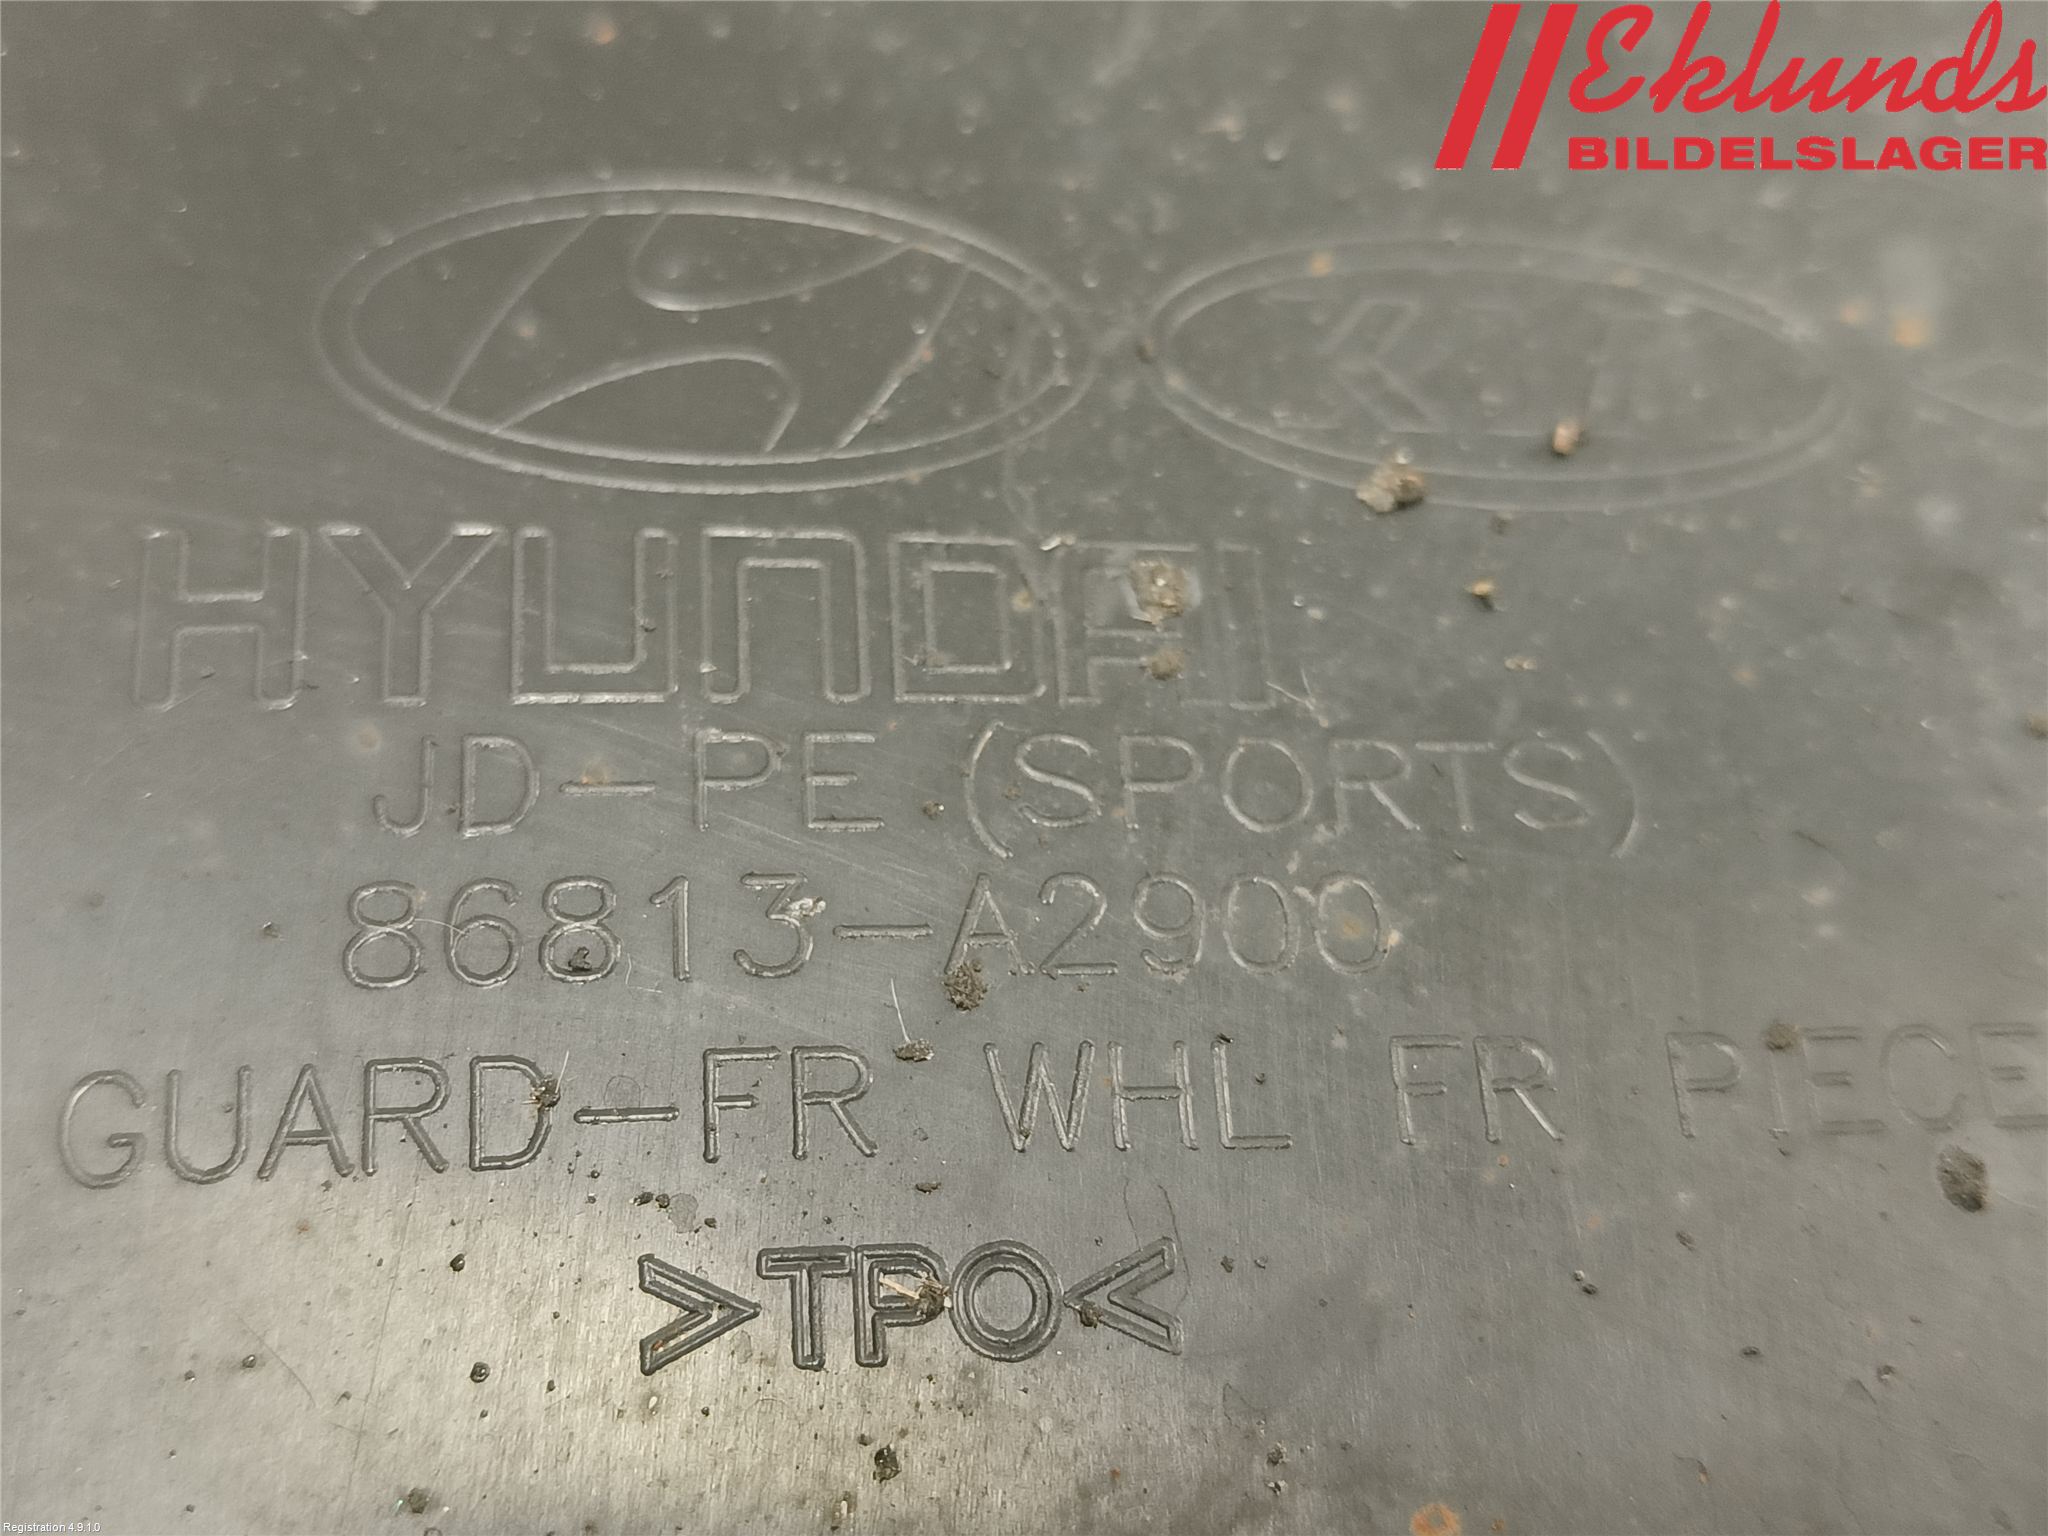 Eklunds
BILDELSLAGER
HYUNDAI
JD-PE (SPORTS)
86813-A2900
GUARD-FR WHL FR PIECE
>TPO<
Registration 4.9.1.0